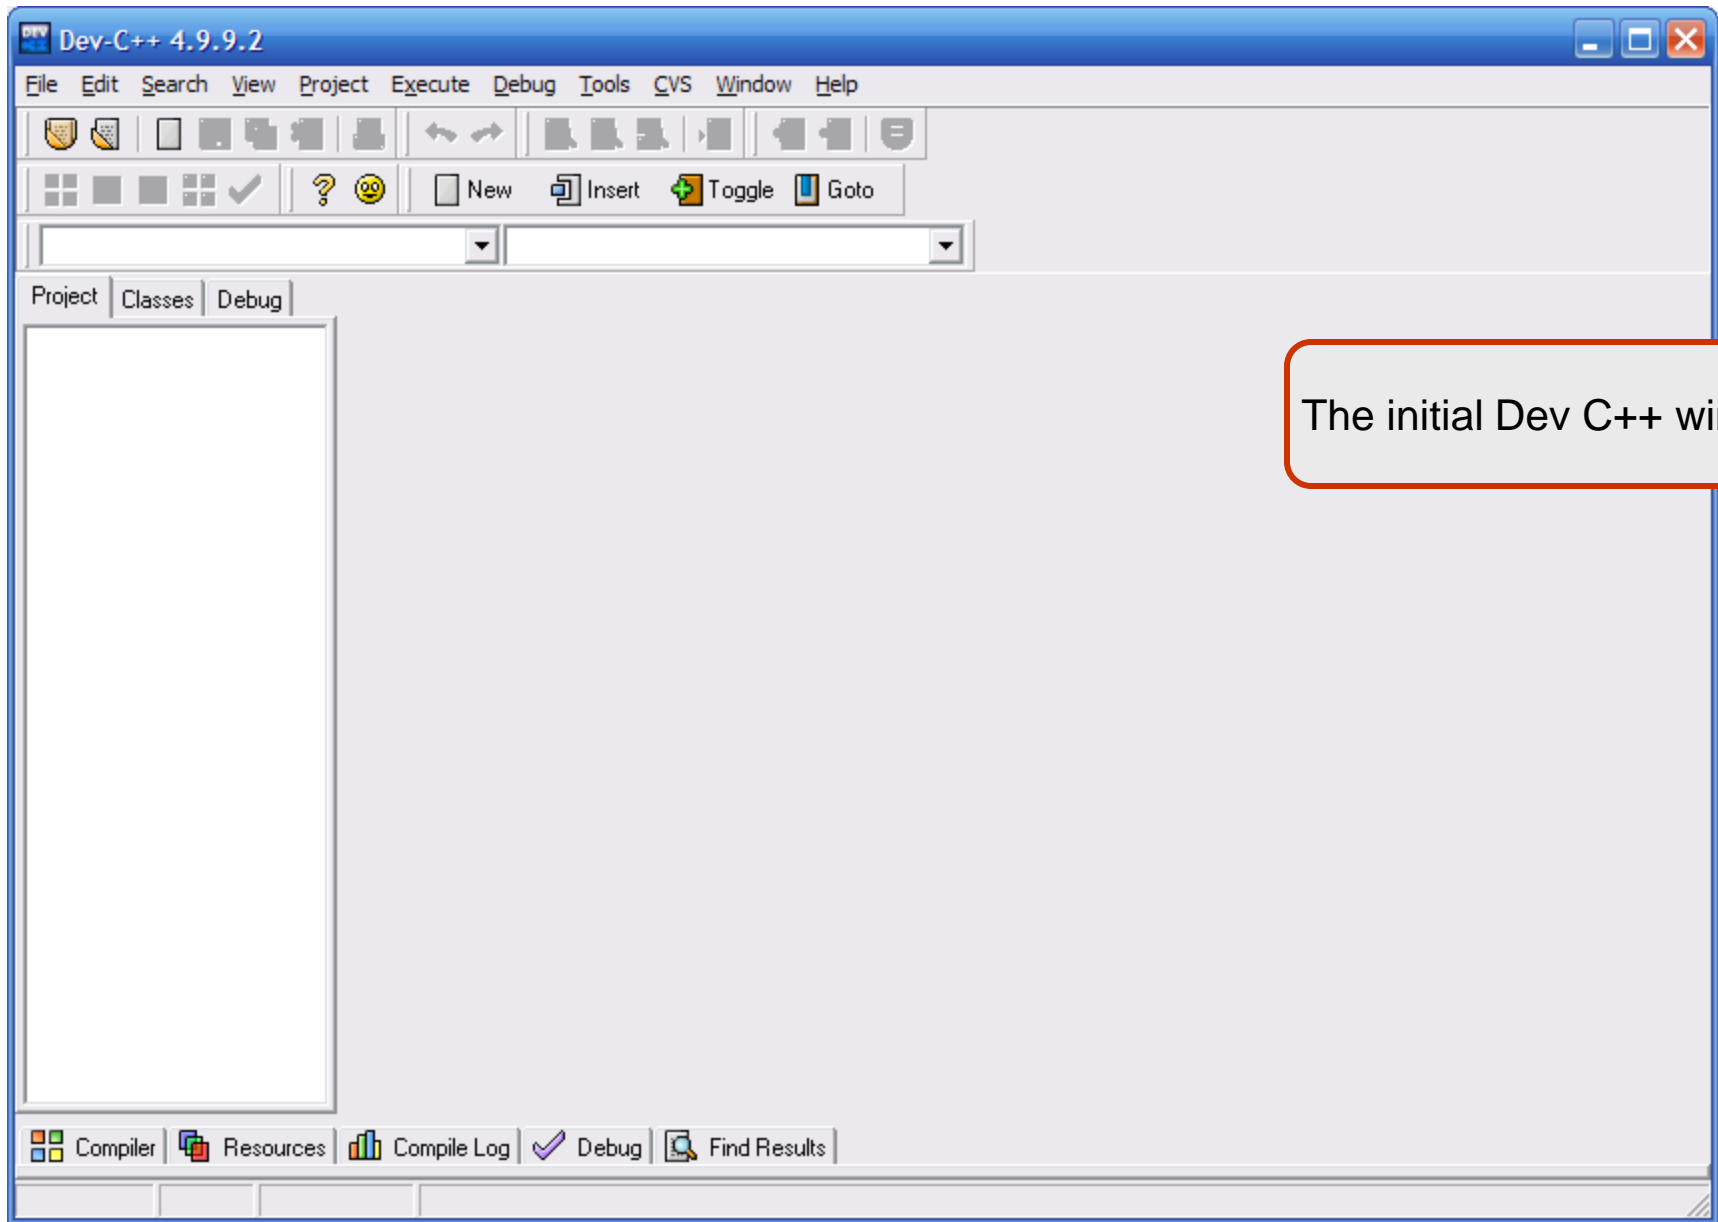 Dev-C++ 4.9.9.2
File Edit Search View Project Execute Debug Tools CVS Window Help
New Insert Toggle Goto
Project Classes Debug
The initial Dev C++
Compiler Resources Compile Log Debug Find Results